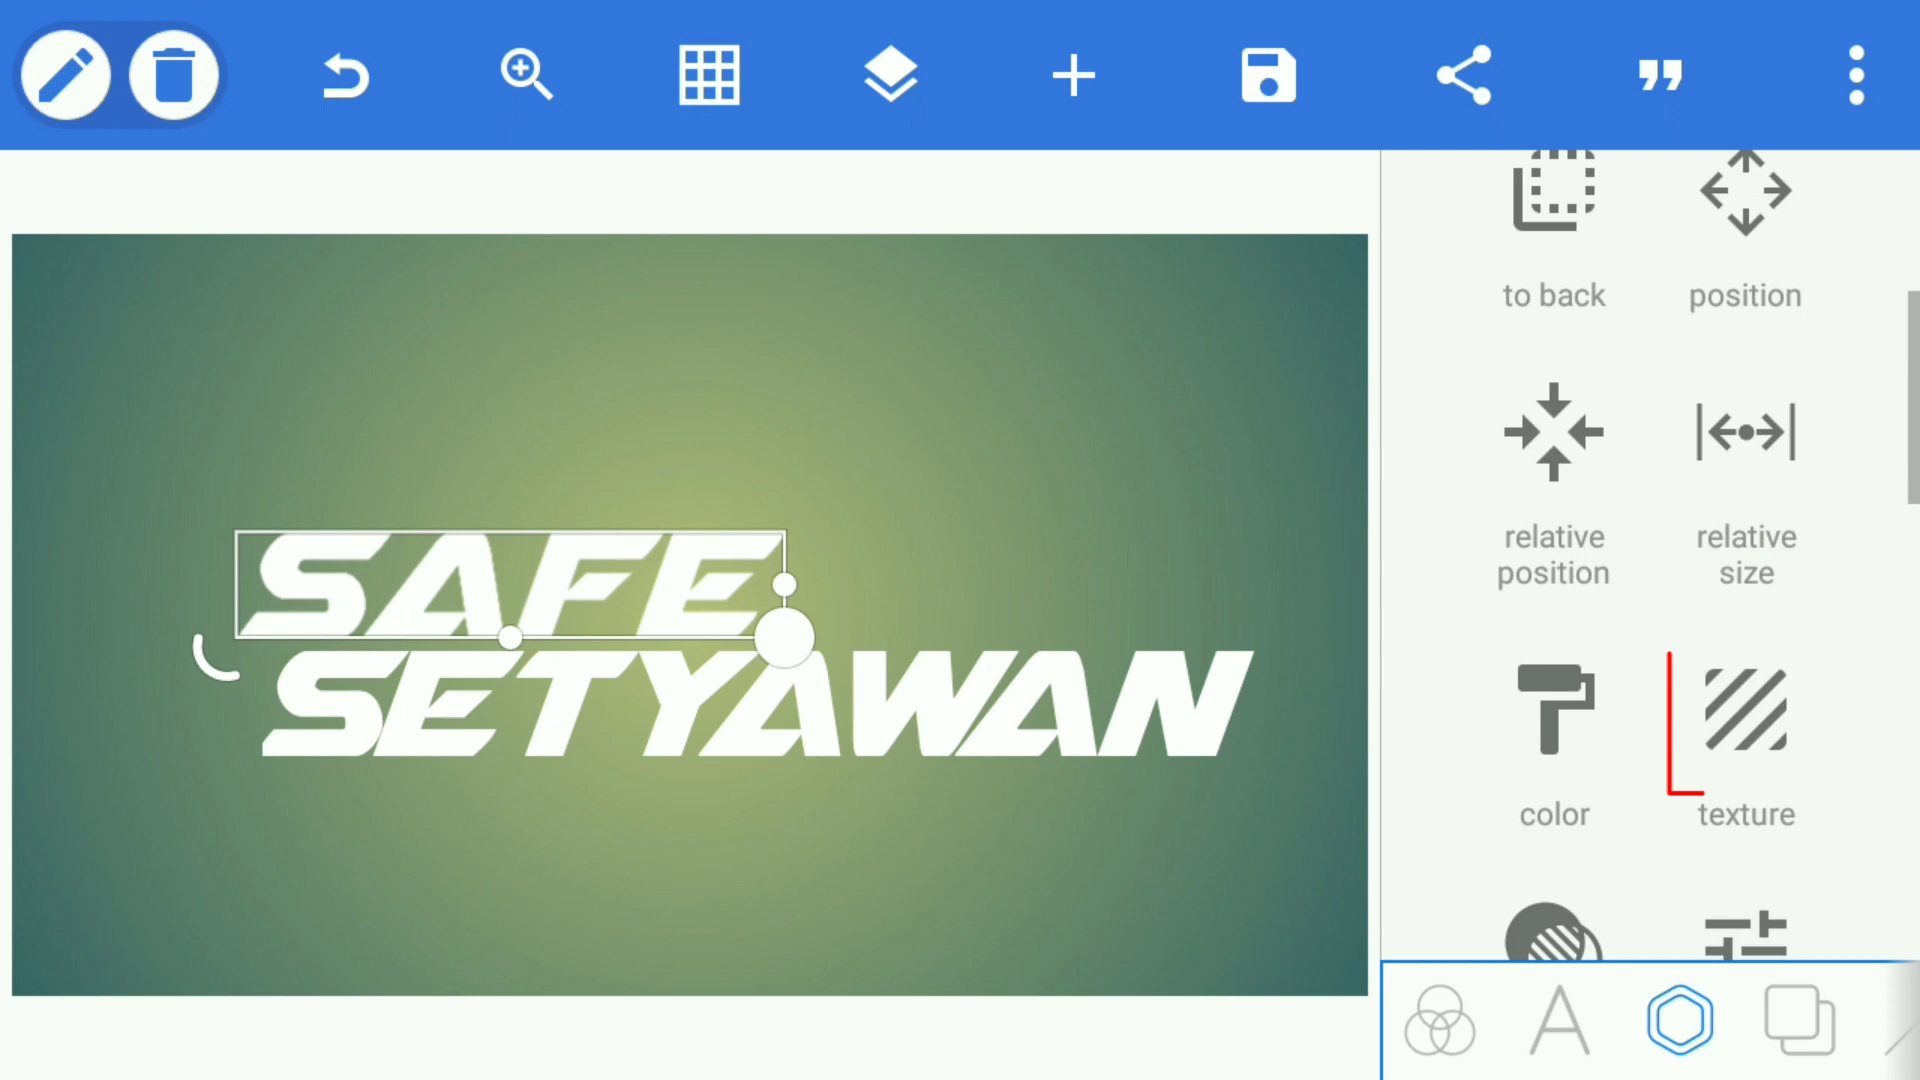 to back
position
relative
position
relative
size
SAFE
SETYAWAN
color
texture